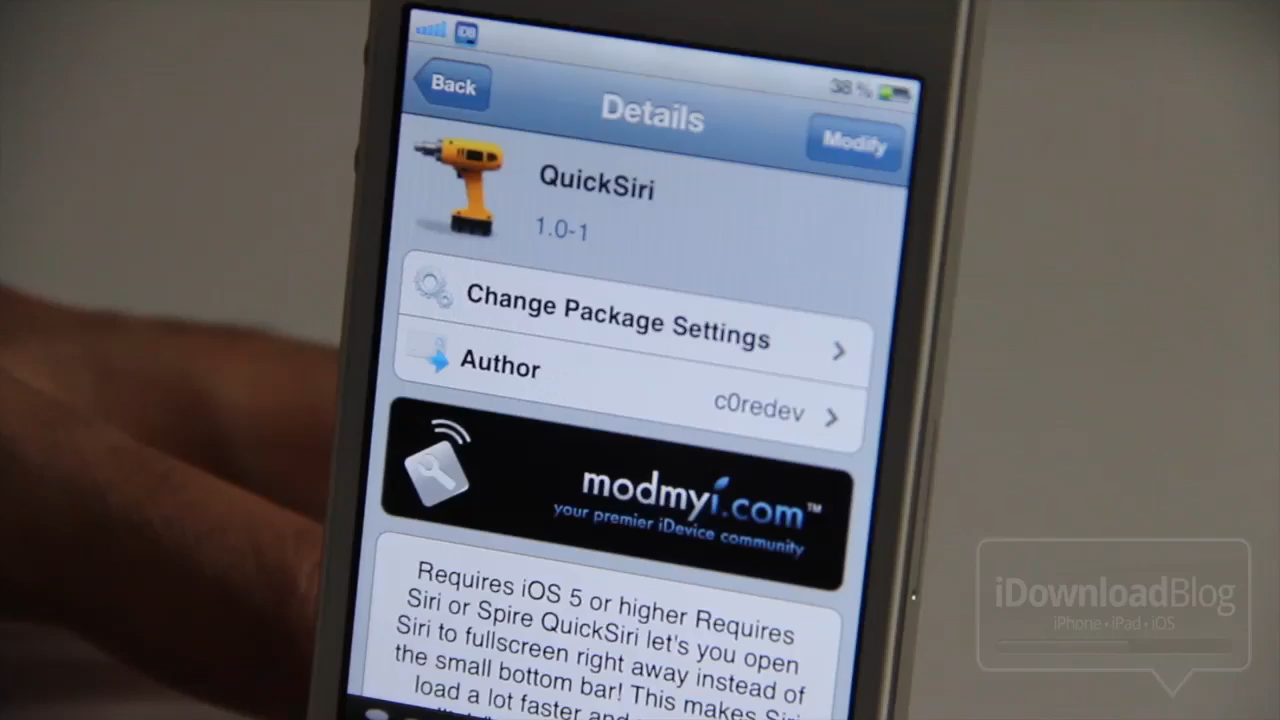 38 %
Back
Details
Modify
QuickSiri
1.0-1
Change Package Settings
Author
c0redev
modmyi.com™
your premier iDevice community
Requires iOS 5 or higher Requires
Siri or Spire QuickSiri let's you open
Siri to fullscreen right away instead of
the small bottom bar! This makes Siri
load a lot faster and
iDownloadBlog
iPhone • iPad • iOS